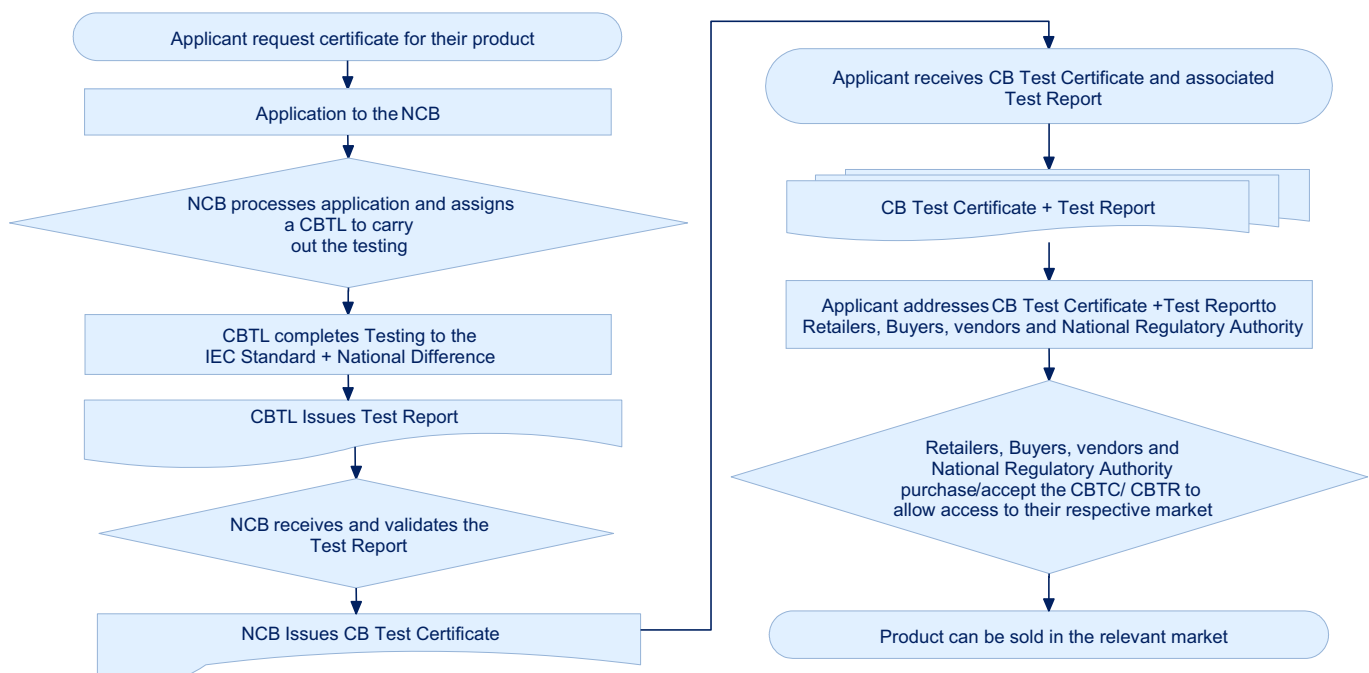 Applicant request certificate for their product
Application to the NCB
NCB processes application and assigns
a CBTL to carry
out the testing
CBTL completes Testing to the
IEC Standard + National Difference
CBTL Issues Test Report
NCB receives and validates the
Test Report
NCB Issues CB Test Certificate
Applicant receives CB Test Certificate and associated
Test Report
CB Test Certificate + Test Report
Applicant addresses CB Test Certificate +Test Reportto
Retailers, Buyers, vendors and National Regulatory Authority
Retailers, Buyers, vendors and
National Regulatory Authority
purchase/accept the CBTC/ CBTR to
allow access to their respective market
Product can be sold in the relevant market